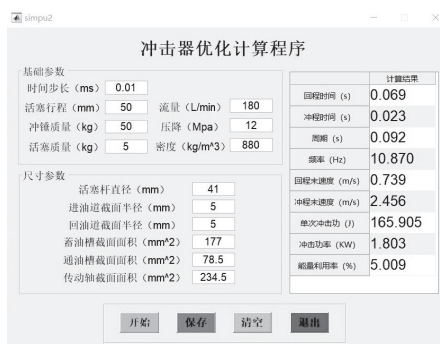 simpu2
冲击器优化计算程序
基础参数
时间步长 (ms) 0.01
活塞行程 (mm) 50 流量 (L/min) 180
冲锤质量 (kg) 50 压降 (Mpa) 12
活塞质量 (kg) 5 密度 (kg/m^3) 880
尺寸参数
活塞杆直径 (mm) 41
进油道截面半径 (mm) 5
回油道截面半径 (mm) 5
蓄油槽截面面积 (mm^2) 177
通油槽截面面积 (mm^2) 78.5
传动轴截面面积 (mm^2) 234.5
计算结果
回程时间 (s) 0.069
冲程时间 (s) 0.023
周期 (s) 0.092
频率 (Hz) 10.870
回程末速度 (m/s) 0.739
冲程末速度 (m/s) 2.456
单次冲击功 (J) 165.905
冲击功率 (KW) 1.803
能量利用率 (%) 5.009
开始 保存 清空 退出